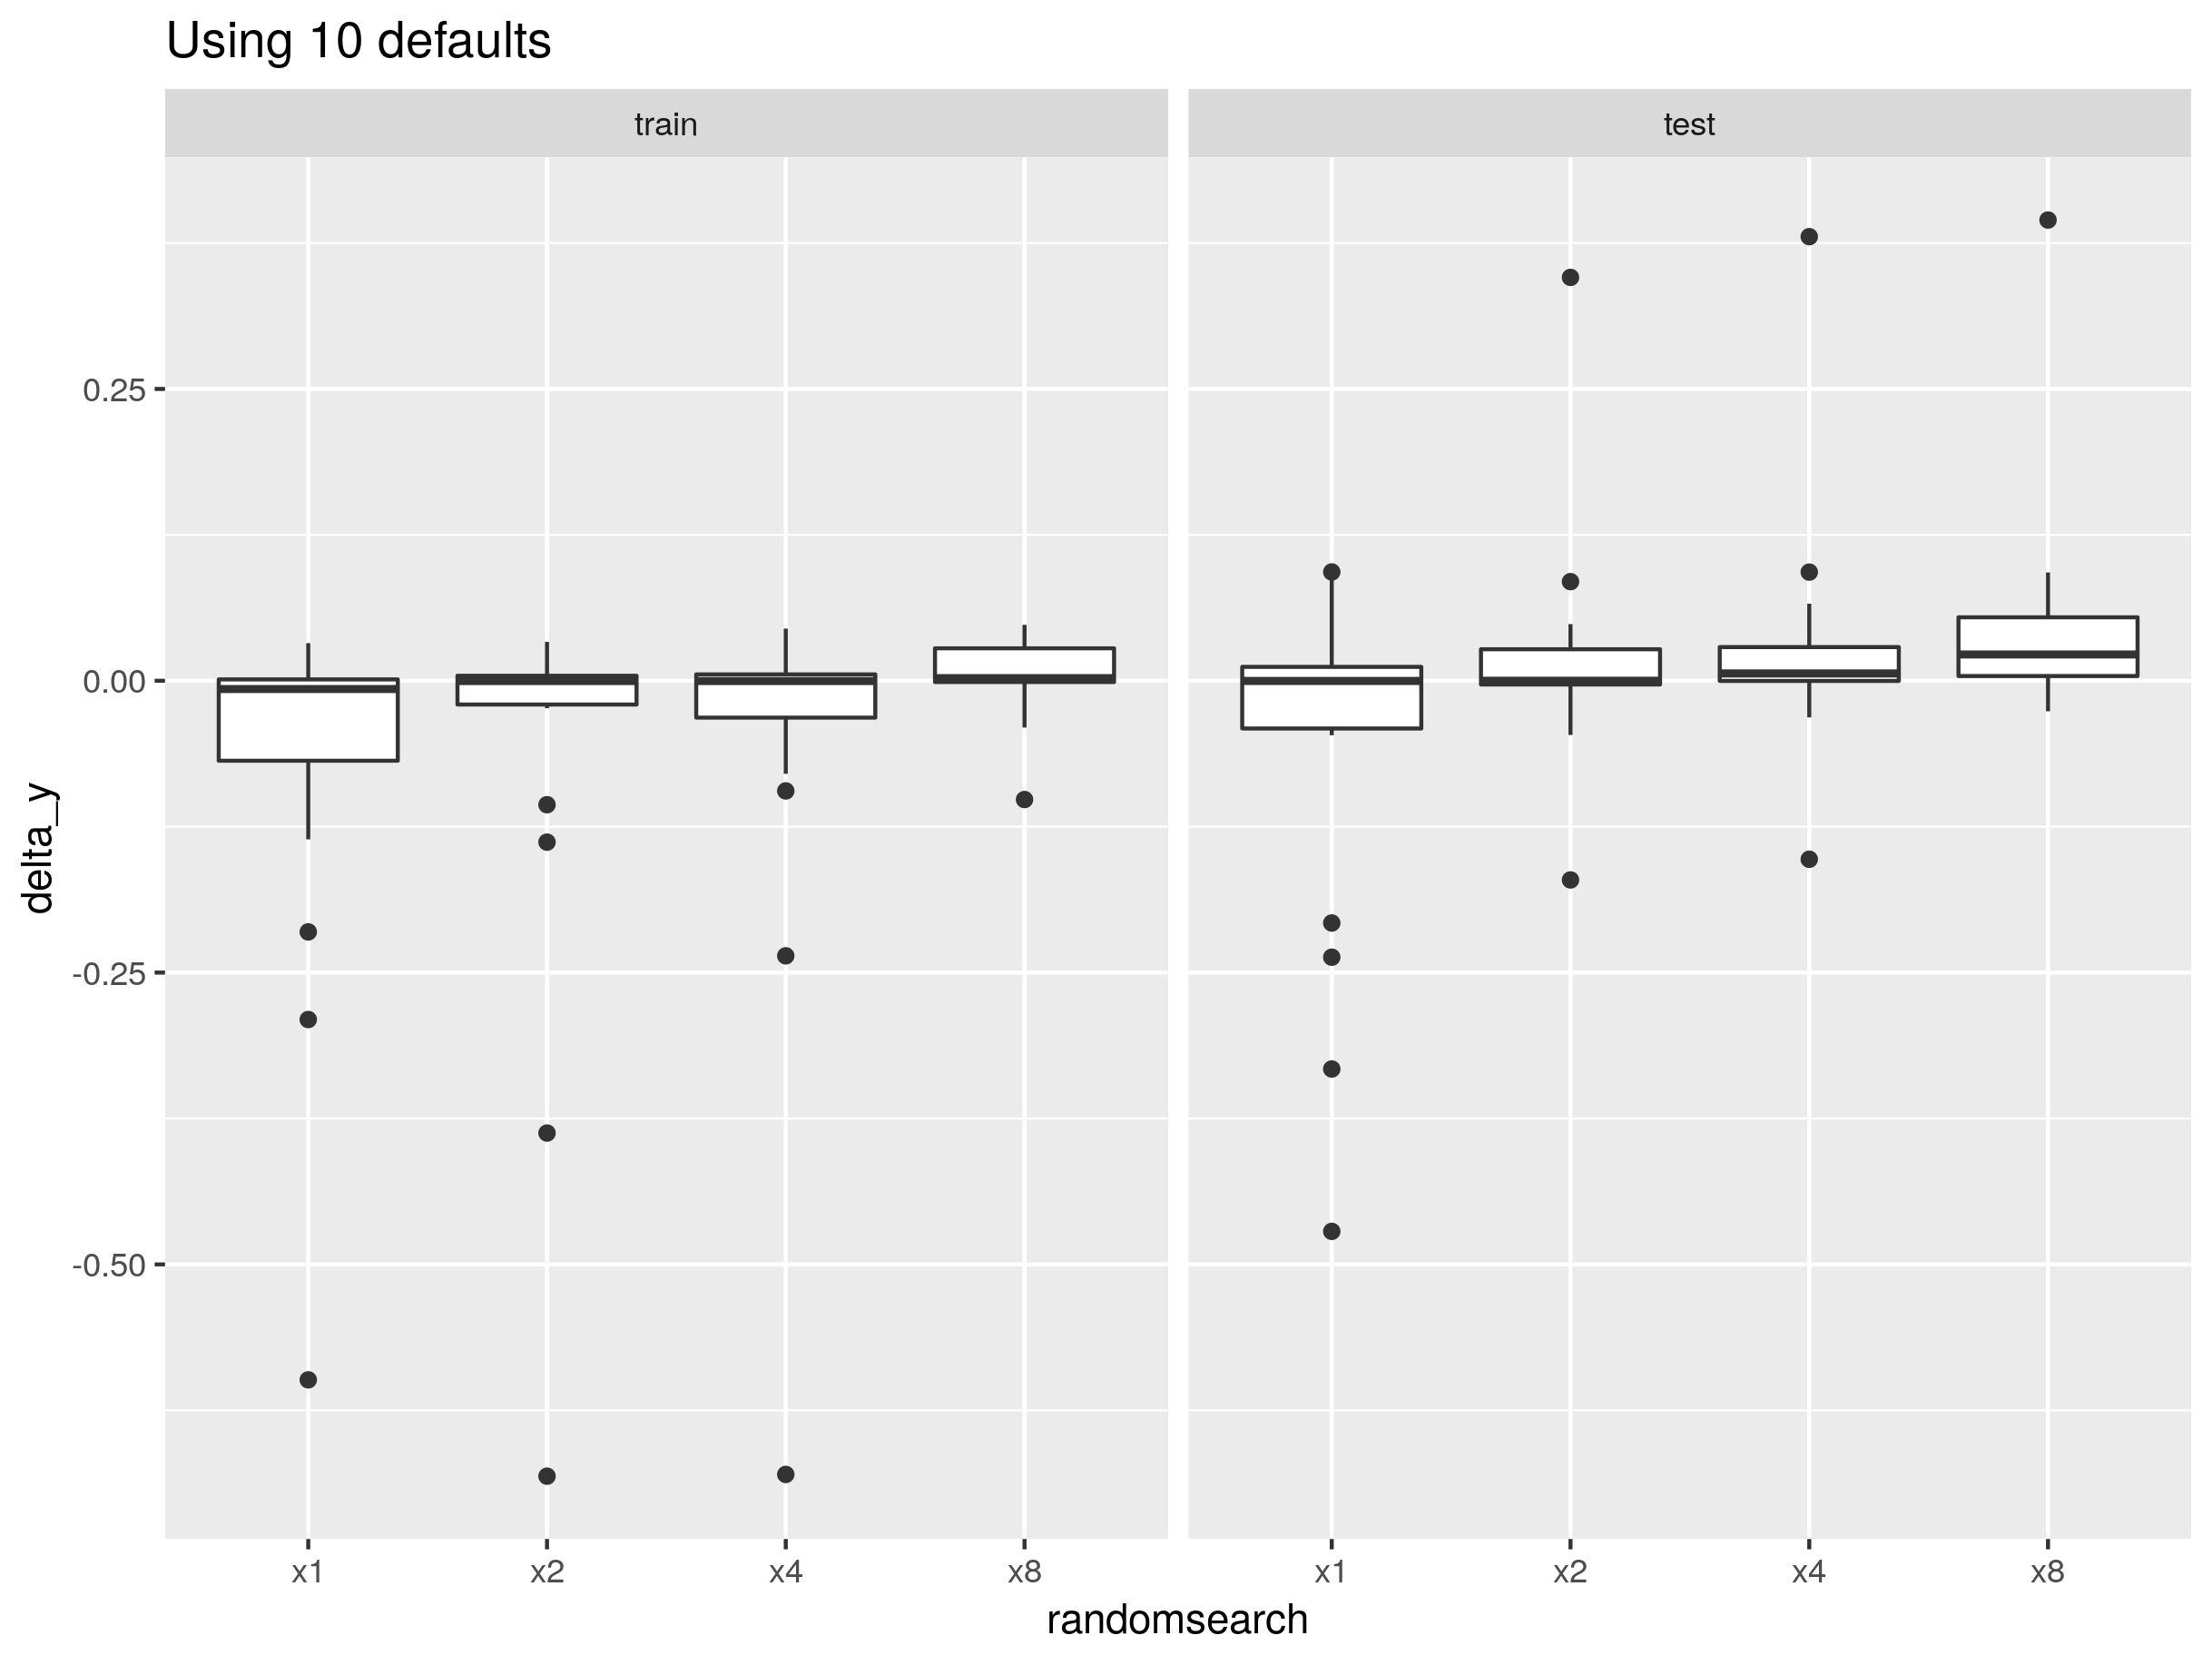 Using 10 defaults
train
test
delta_y
0.25
0.00
-0.25
-0.50
x1 x2 x4 x8
x1 x2 x4 x8
randomsearch